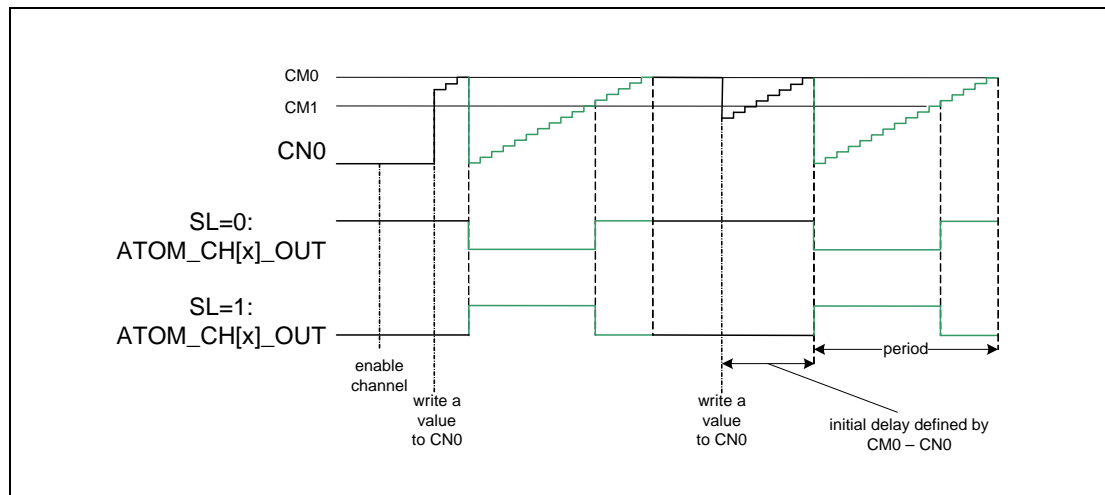 CM0
CM1
CN0
SL=0:
ATOM_CH[x]_OUT
SL=1:
ATOM_CH[x]_OUT
enable
channel
write a
value
to CN0
write a
value
to CN0
period
initial delay defined by
CM0 – CN0